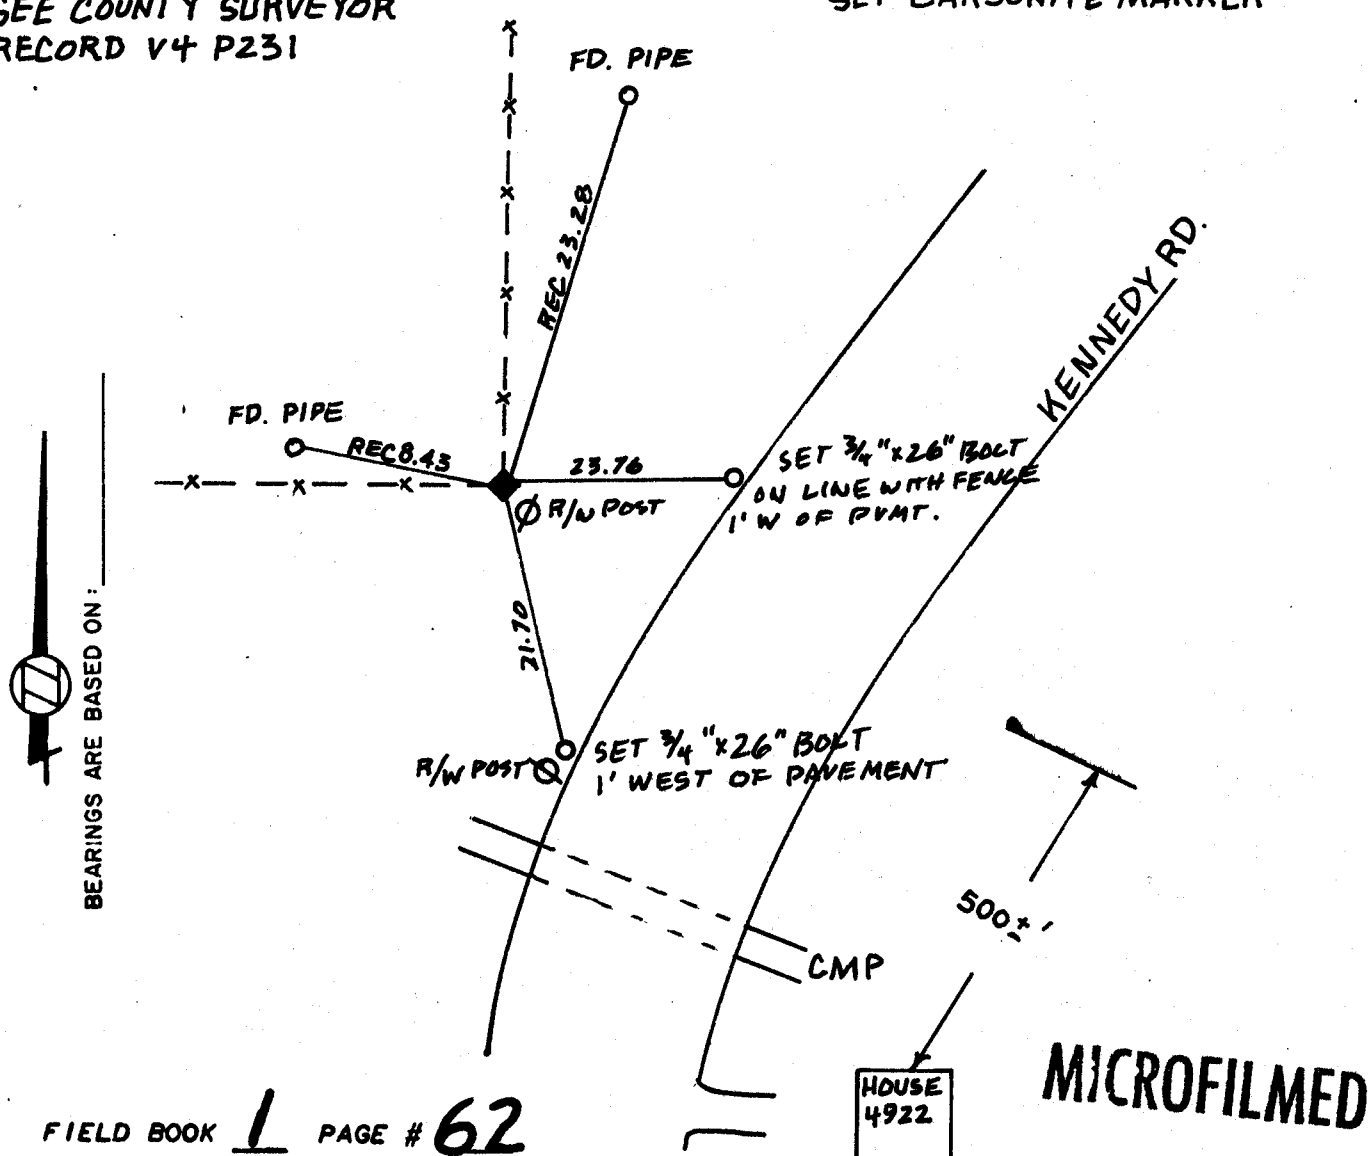 SEE COUNTY SURVEYOR
RECORD V4 P231
SET CARSONITE MARKER
FD. PIPE
REC 23.28
KENNEDY RD.
FD. PIPE
REC 8.43
23.76
SET 3/4"x26" BOLT
ON LINE WITH FENCE
1' W OF PVMT.
R/W POST
21.70
BEARINGS ARE BASED ON:
R/W POST
SET 3/4"x26" BOLT
1' WEST OF PAVEMENT
500±'
CMP
HOUSE
4922
MICROFILMED
FIELD BOOK 1 PAGE # 62